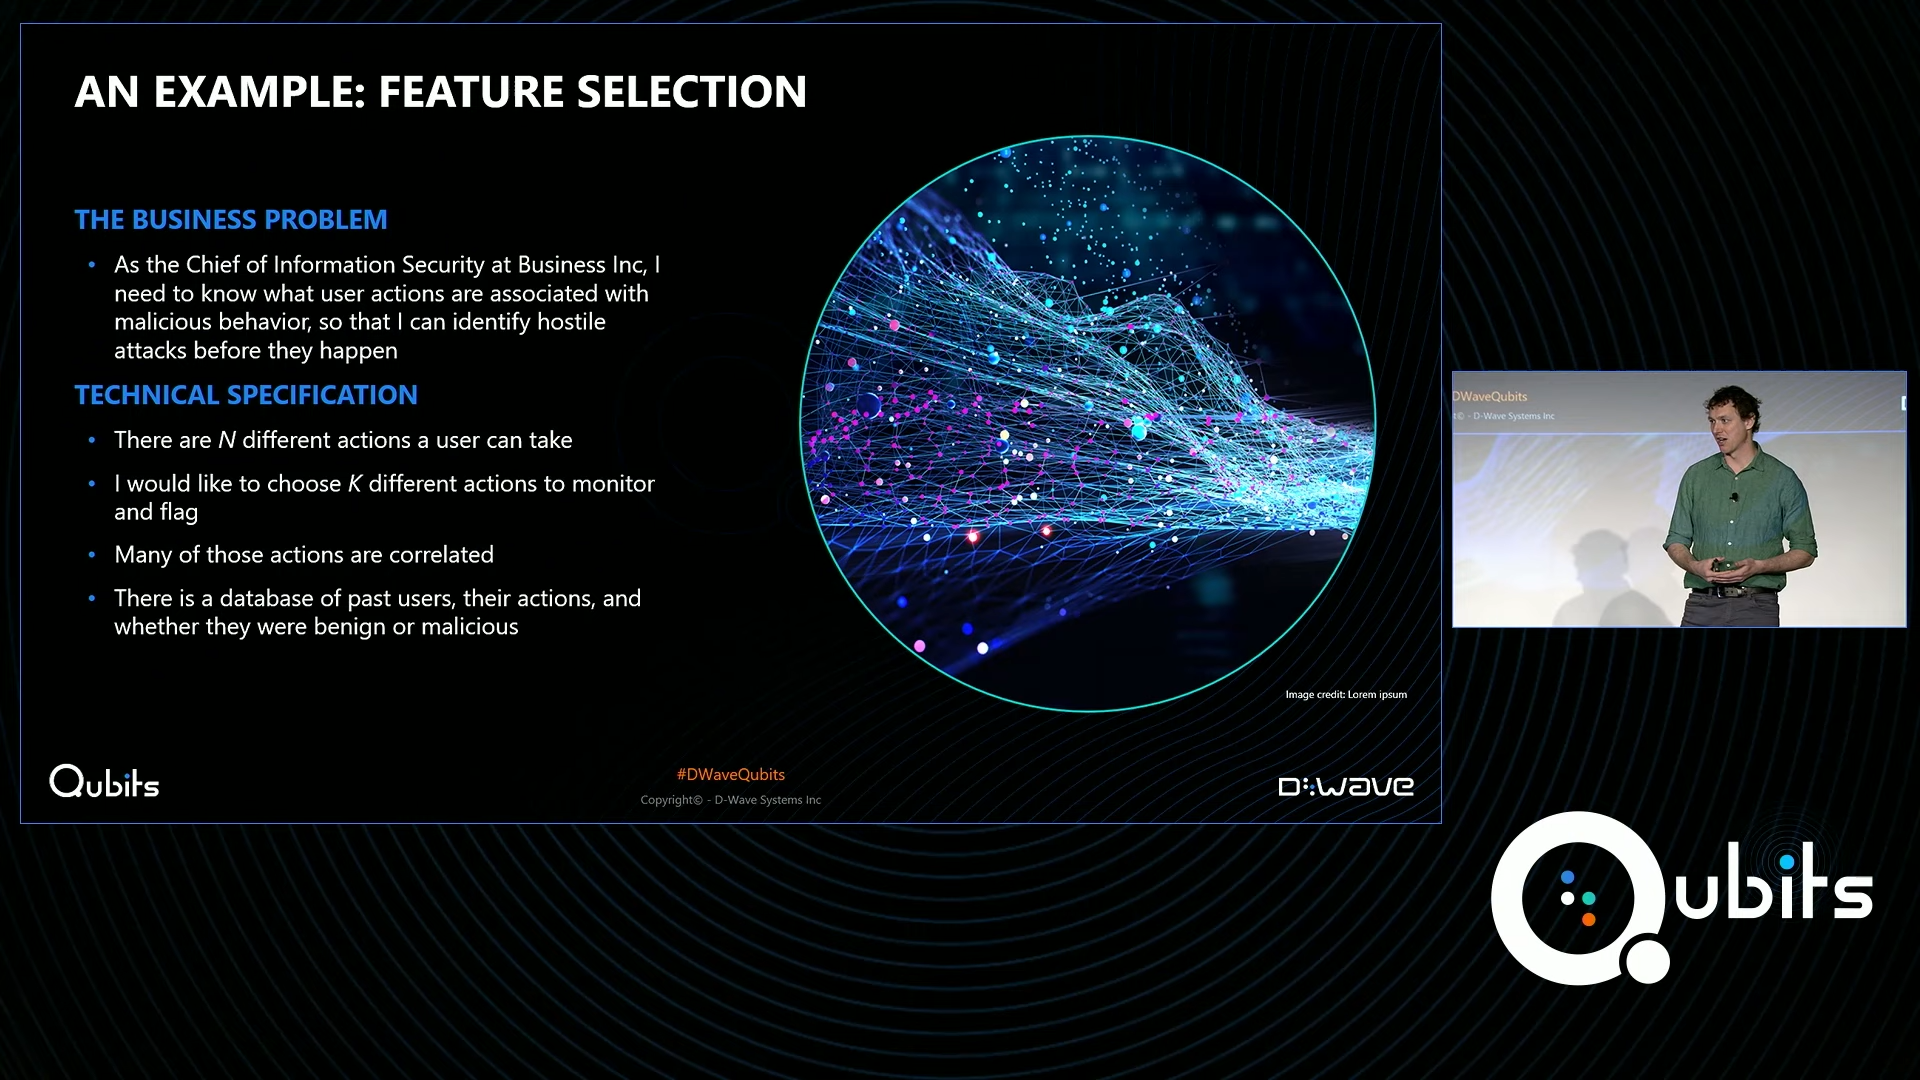 AN EXAMPLE: FEATURE SELECTION
THE BUSINESS PROBLEM
• As the Chief of Information Security at Business Inc, I
need to know what user actions are associated with
malicious behavior, so that I can identify hostile
attacks before they happen
TECHNICAL SPECIFICATION
• There are N different actions a user can take
• I would like to choose K different actions to monitor
and flag
• Many of those actions are correlated
• There is a database of past users, their actions, and
whether they were benign or malicious
Image credit: Lorem ipsum
Qubits
#DWaveQubits
Copyright© - D-Wave Systems Inc
D:Wave
DWaveQubits
t© - D-Wave Systems Inc
Qubits